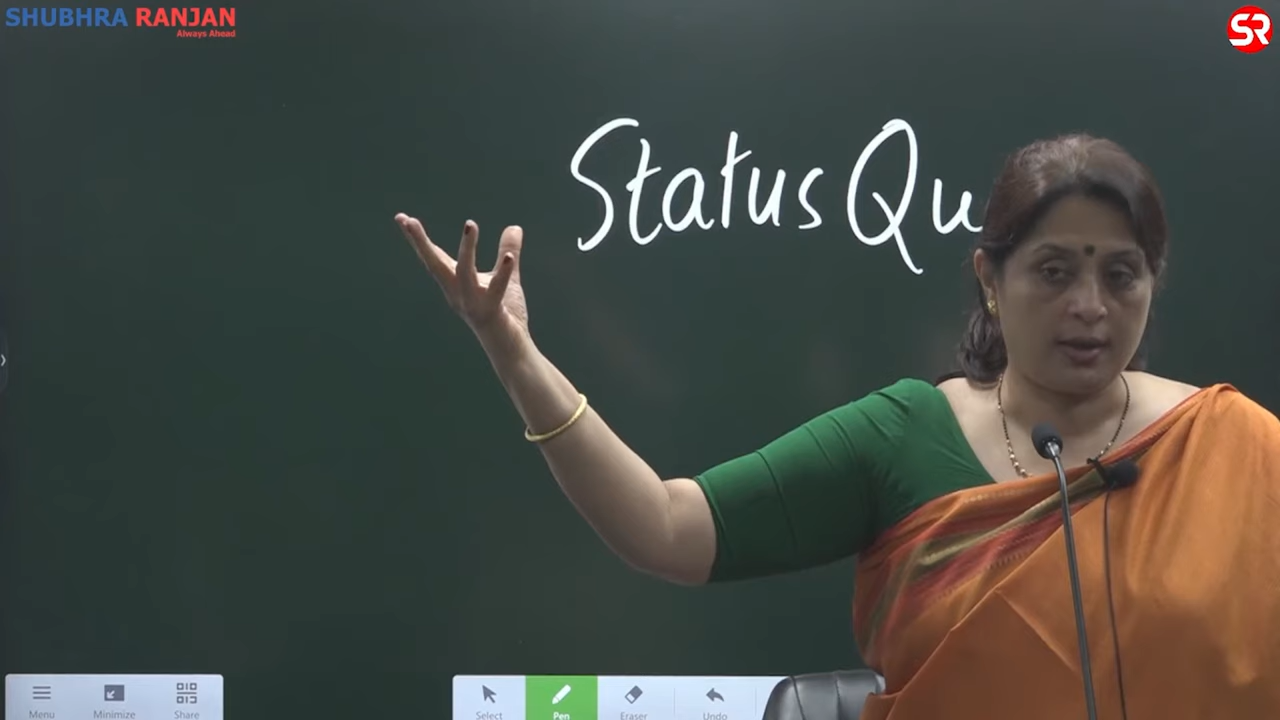 SHUBHRA RANJAN
Always Ahead
SR
Status Qu
Menu
Minimize
Share
Select
Pen
Eraser
Undo